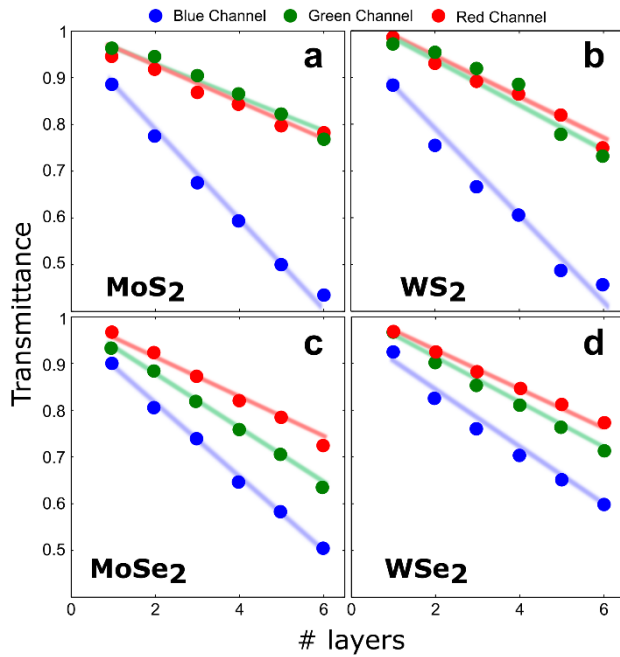 Blue Channel Green Channel Red Channel
1 a b
0.9
0.8
0.7
0.6
0.5
MoS2 WS2
Transmittance
1 c d
0.9
0.8
0.7
0.6
0.5
MoSe2 WSe2
0 2 4 6 0 2 4 6
# layers